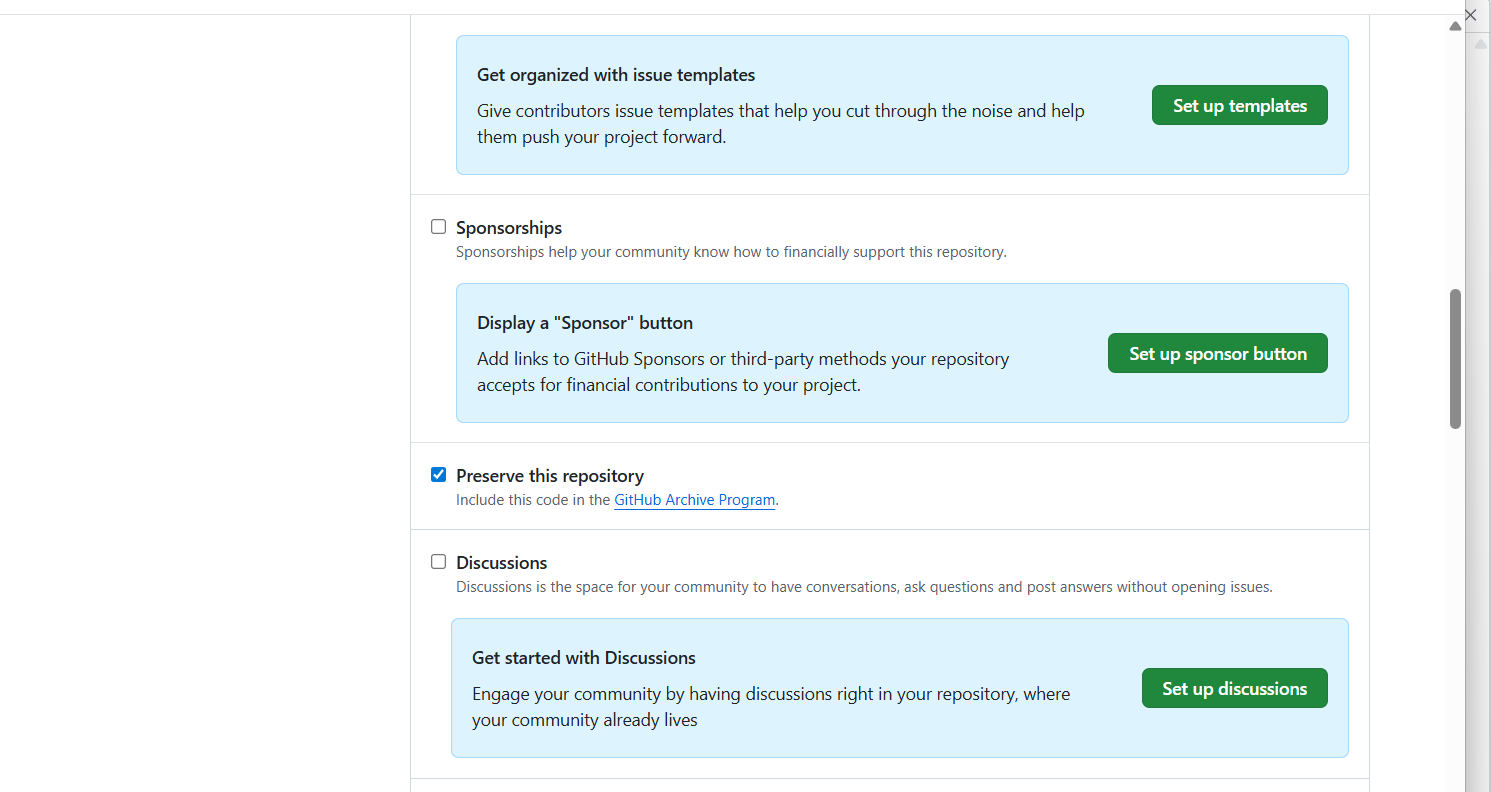 Get organized with issue templates
Give contributors issue templates that help you cut through the noise and help
them push your project forward.
Set up templates
Sponsorships
Sponsorships help your community know how to financially support this repository.
Display a "Sponsor" button
Add links to GitHub Sponsors or third-party methods your repository
accepts for financial contributions to your project.
Set up sponsor button
Preserve this repository
Include this code in the GitHub Archive Program.
Discussions
Discussions is the space for your community to have conversations, ask questions and post answers without opening issues.
Get started with Discussions
Engage your community by having discussions right in your repository, where
your community already lives
Set up discussions